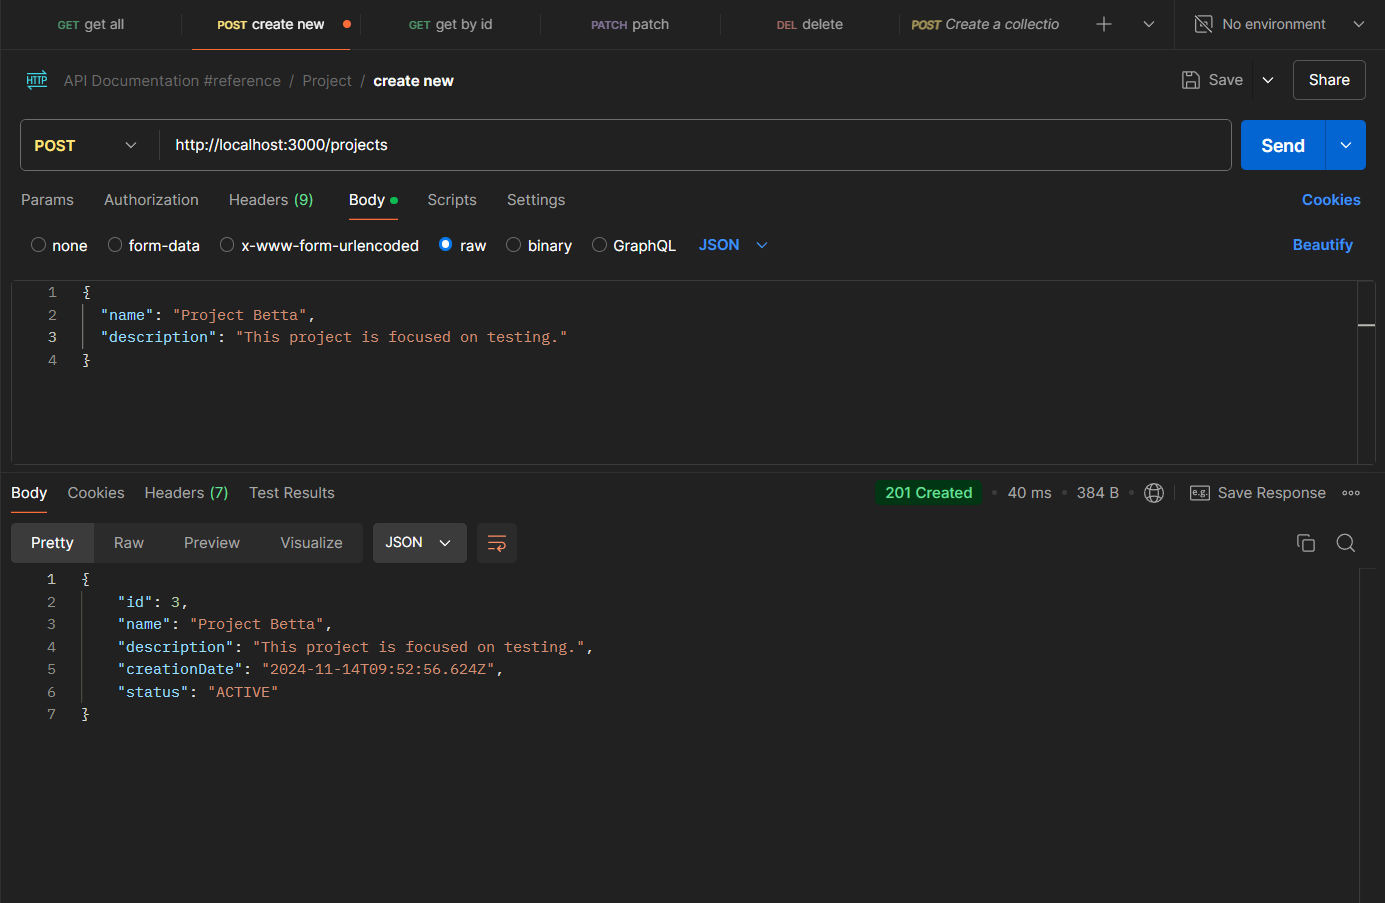 GET get all POST create new GET get by id PATCH patch DEL delete POST Create a collectio No environment
HTTP API Documentation #reference / Project / create new Save Share
POST http://localhost:3000/projects Send
Params Authorization Headers (9) Body Scripts Settings Cookies
none form-data x-www-form-urlencoded raw binary GraphQL JSON Beautify
1 {
2 "name": "Project Betta",
3 "description": "This project is focused on testing."
4 }
Body Cookies Headers (7) Test Results 201 Created 40 ms 384 B e.g. Save Response
Pretty Raw Preview Visualize JSON
1 {
2 "id": 3,
3 "name": "Project Betta",
4 "description": "This project is focused on testing.",
5 "creationDate": "2024-11-14T09:52:56.624Z",
6 "status": "ACTIVE"
7 }